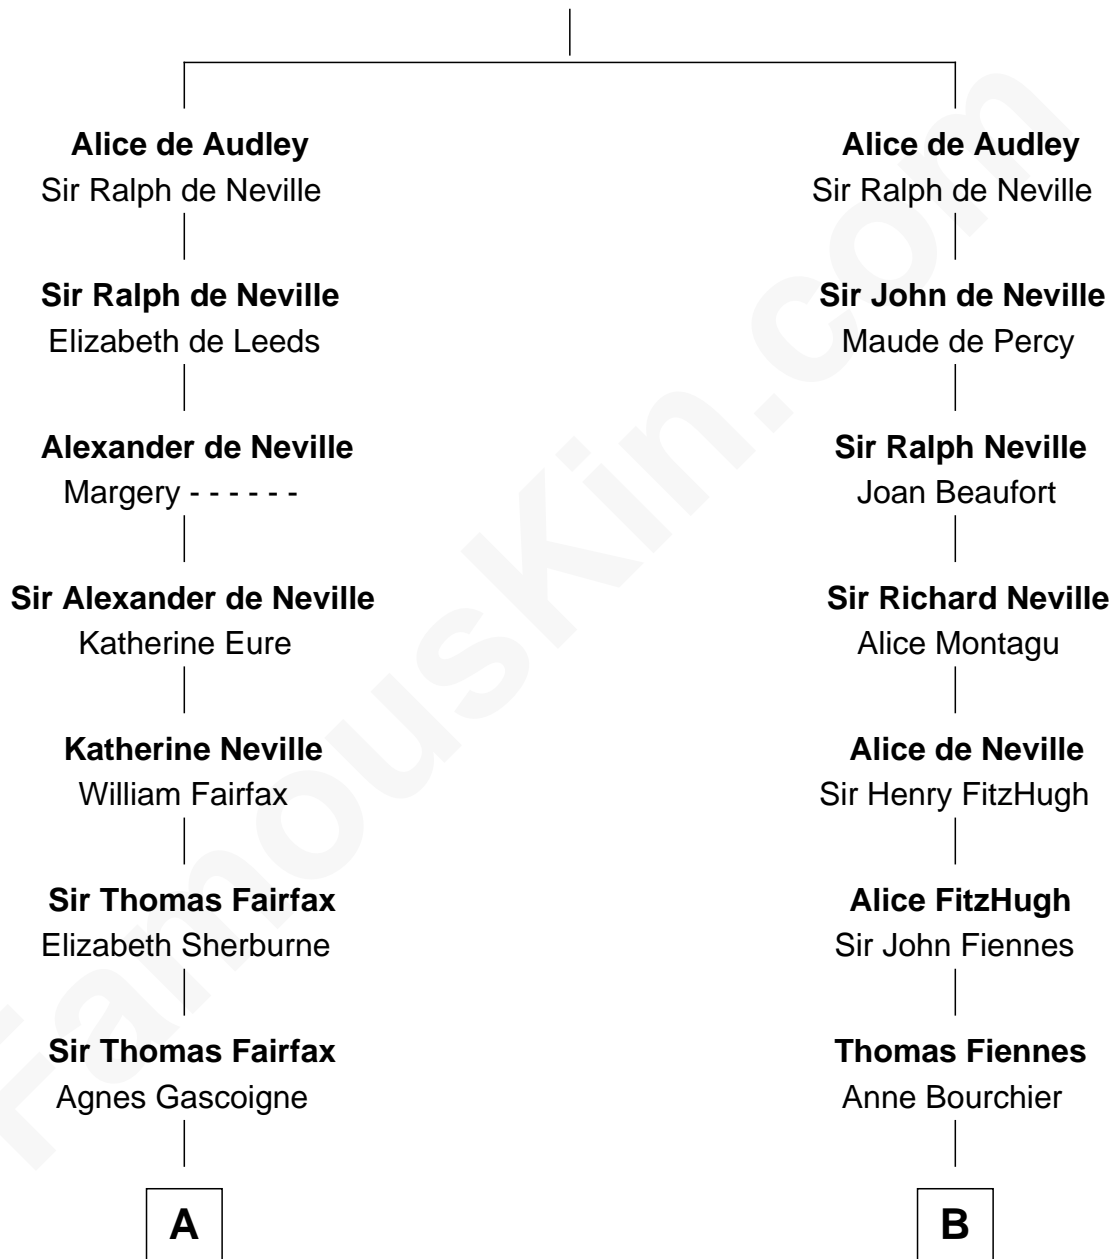 Alice de Audley
Sir Ralph de Neville
Sir Ralph de Neville
Elizabeth de Leeds
Alexander de Neville
Margery - - - - - -
Sir Alexander de Neville
Katherine Eure
Katherine Neville
William Fairfax
Sir Thomas Fairfax
Elizabeth Sherburne
Sir Thomas Fairfax
Agnes Gascoigne
A
Alice de Audley
Sir Ralph de Neville
Sir John de Neville
Maude de Percy
Sir Ralph Neville
Joan Beaufort
Sir Richard Neville
Alice Montagu
Alice de Neville
Sir Henry FitzHugh
Alice FitzHugh
Sir John Fiennes
Thomas Fiennes
Anne Bourchier
B
FamousKin.com